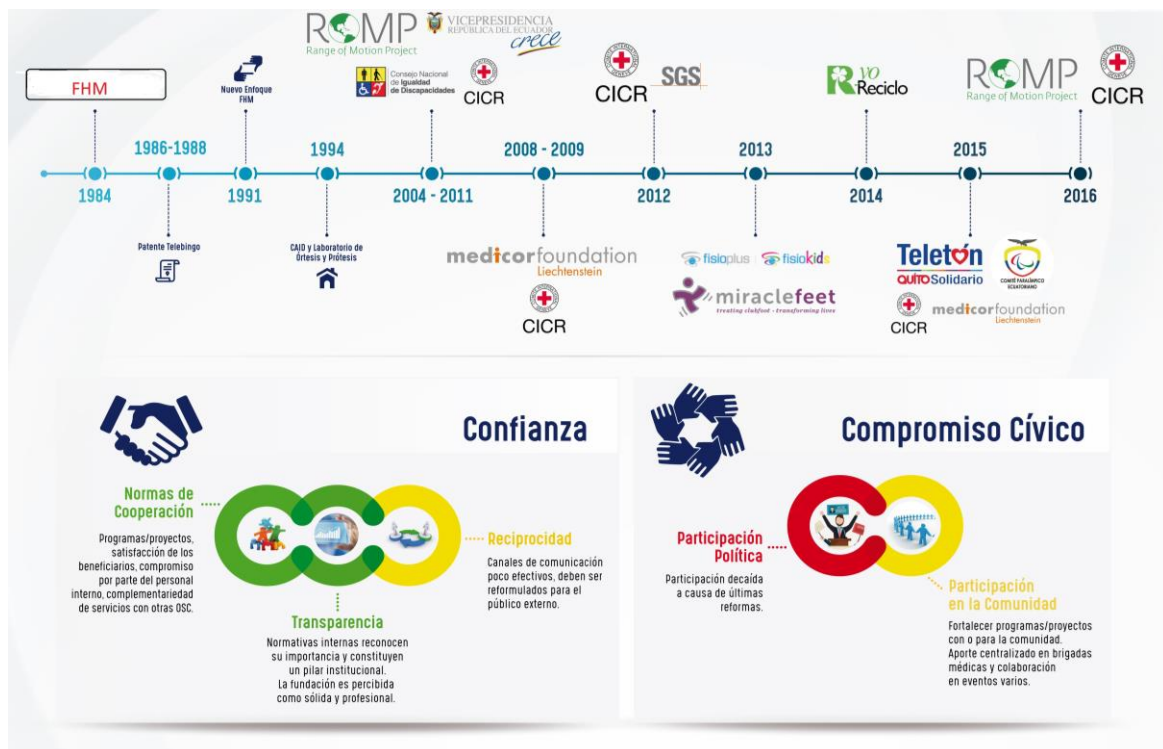 ROMP
Range of Motion Project
VICEPRESIDENCIA
REPÚBLICA DEL ECUADOR
crece
FHM
Nuevo Enfoque
FHM
Consejo Nacional
de Igualdad
de Discapacidades
CICR
CICR
SGS
RVO
Reciclo
ROMP
Range of Motion Project
CICR
1986-1988
1994
2008 - 2009
2013
2015
1984
1991
2004 - 2011
2012
2014
2016
Patente Telebingo
CAID y Laboratorio de
Órtesis y Prótesis
medicorfoundation
Liechtenstein
CICR
fisioplus
fisiokids
miraclefeet
treating clubfoot - transforming lives
Teletón
QUITO Solidario
COMITÉ PARALÍMPICO
ECUATORIANO
CICR
medicorfoundation
Liechtenstein
Confianza
Normas de
Cooperación
Programas/proyectos,
satisfacción de los
beneficiarios, compromiso
por parte del personal
interno, complementariedad
de servicios con otras OSC.
Transparencia
Normativas internas reconocen
su importancia y constituyen
un pilar institucional.
La fundación es percibida
como sólida y profesional.
Reciprocidad
Canales de comunicación
poco efectivos, deben ser
reformulados para el
público externo.
Compromiso Cívico
Participación
Política
Participación decaída
a causa de últimas
reformas.
Participación
en la Comunidad
Fortalecer programas/proyectos
con o para la comunidad.
Aporte centralizado en brigadas
médicas y colaboración
en eventos varios.